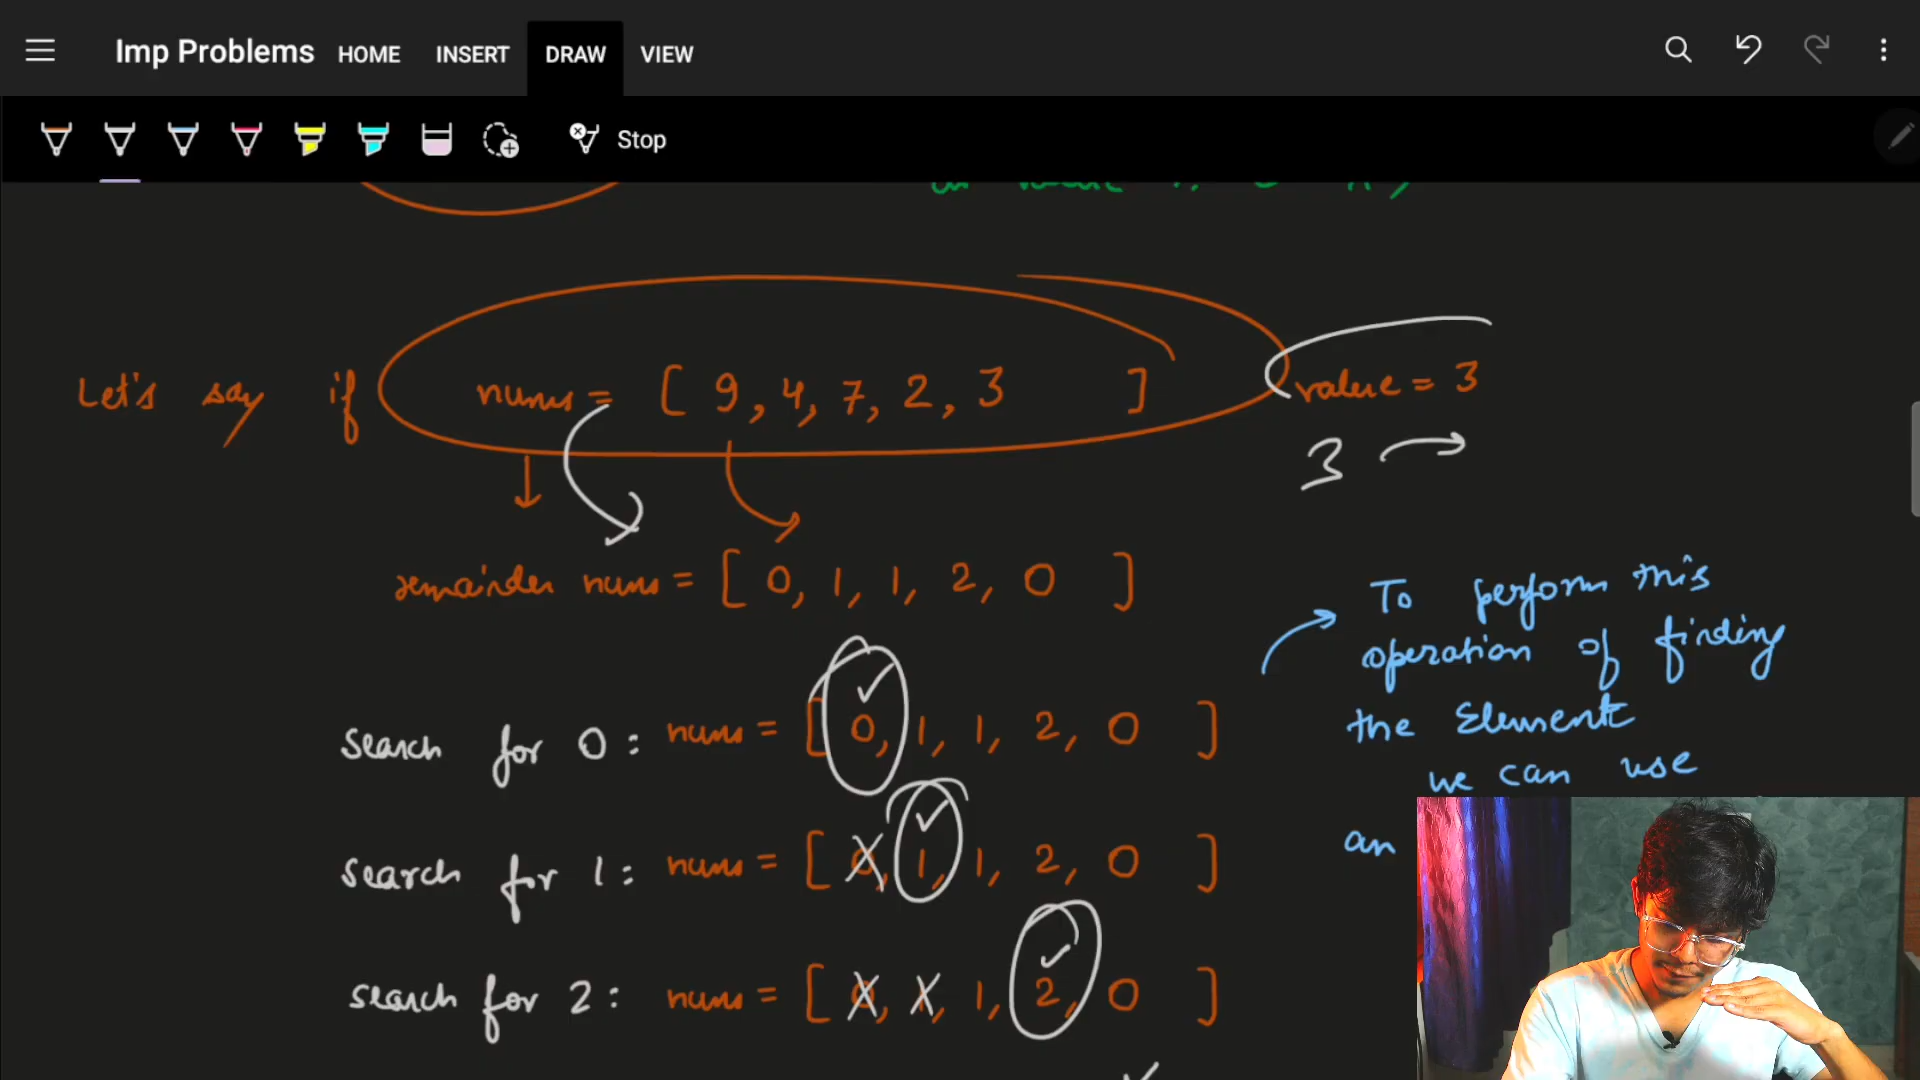 Imp Problems HOME INSERT DRAW VIEW
Stop
Let's say if nums = [ 9, 4, 7, 2, 3 ] value = 3
3
remainder nums = [ 0, 1, 1, 2, 0 ]
To perform this
operation of finding
the Element
we can use
an
search for 0 : nums = [ 0, 1, 1, 2, 0 ]
search for 1 : nums = [ 0, 1, 1, 2, 0 ]
search for 2 : nums = [ 0, 1, 1, 2, 0 ]